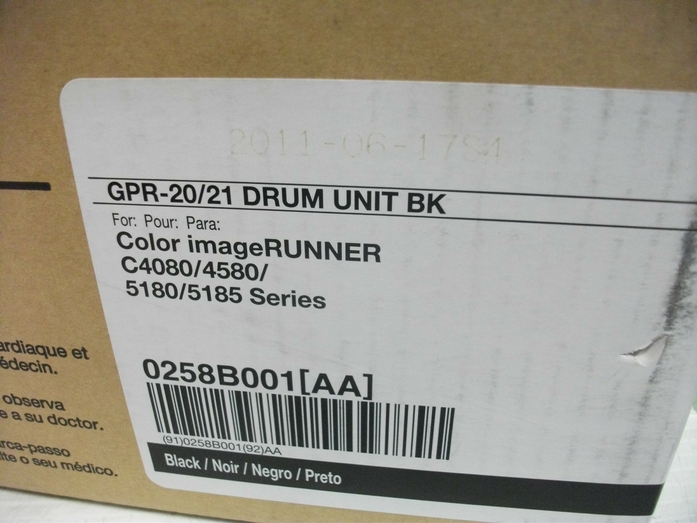 2011-06-17S4
GPR-20/21 DRUM UNIT BK
For: Pour: Para:
Color imageRUNNER
C4080/4580/
5180/5185 Series
0258B001[AA]
(91)0258B001(92)AA
Black / Noir / Negro / Preto
ardiaque et
édecin.
observa
e a su doctor.
arca-passo
lte o seu médico.